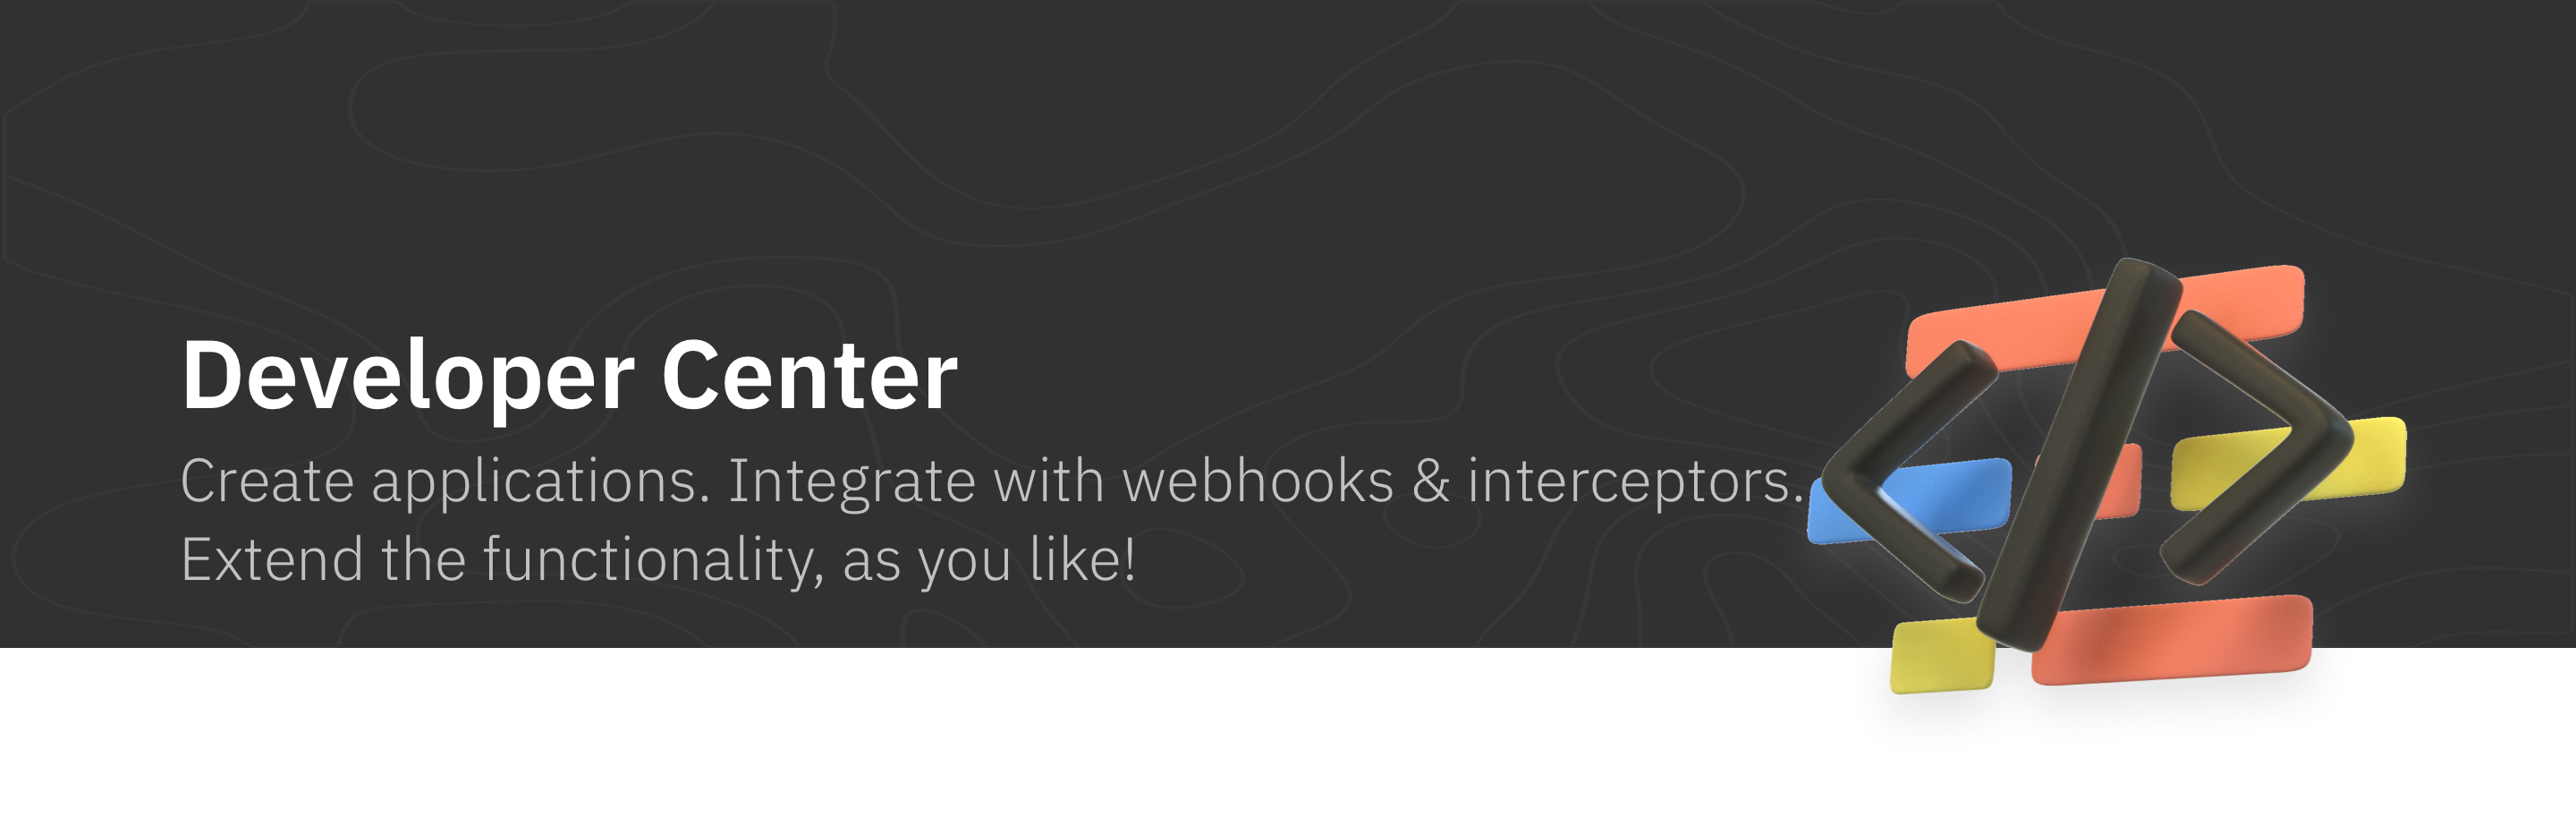 Developer Center
Create applications. Integrate with webhooks & interceptors.
Extend the functionality, as you like!